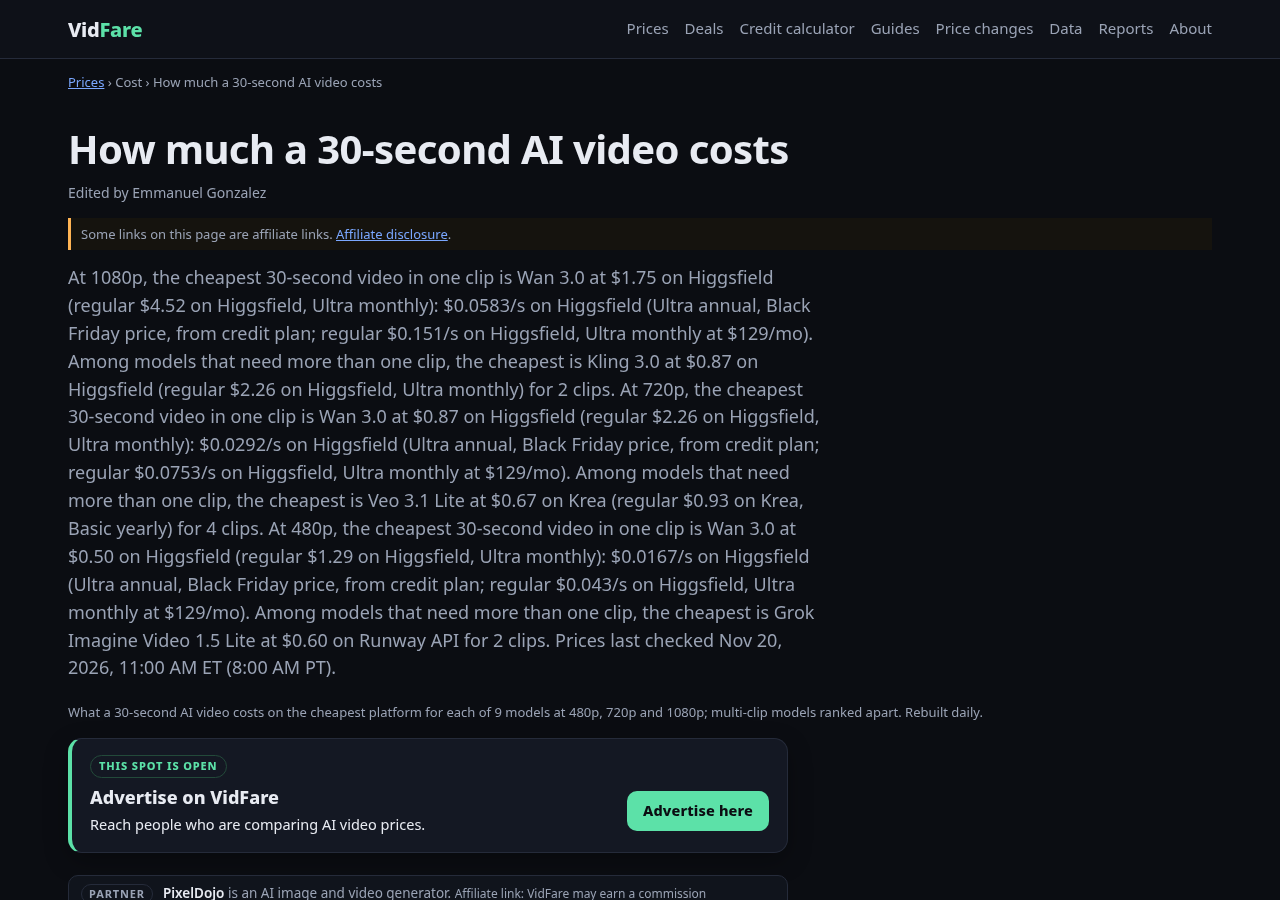 VidFare
Prices Deals Credit calculator Guides Price changes Data Reports About
Prices › Cost › How much a 30-second AI video costs
How much a 30-second AI video costs
Edited by Emmanuel Gonzalez
Some links on this page are affiliate links. Affiliate disclosure.
At 1080p, the cheapest 30-second video in one clip is Wan 3.0 at $1.75 on Higgsfield
(regular $4.52 on Higgsfield, Ultra monthly): $0.0583/s on Higgsfield (Ultra annual, Black
Friday price, from credit plan; regular $0.151/s on Higgsfield, Ultra monthly at $129/mo).
Among models that need more than one clip, the cheapest is Kling 3.0 at $0.87 on
Higgsfield (regular $2.26 on Higgsfield, Ultra monthly) for 2 clips. At 720p, the cheapest
30-second video in one clip is Wan 3.0 at $0.87 on Higgsfield (regular $2.26 on Higgsfield,
Ultra monthly): $0.0292/s on Higgsfield (Ultra annual, Black Friday price, from credit plan;
regular $0.0753/s on Higgsfield, Ultra monthly at $129/mo). Among models that need
more than one clip, the cheapest is Veo 3.1 Lite at $0.67 on Krea (regular $0.93 on Krea,
Basic yearly) for 4 clips. At 480p, the cheapest 30-second video in one clip is Wan 3.0 at
$0.50 on Higgsfield (regular $1.29 on Higgsfield, Ultra monthly): $0.0167/s on Higgsfield
(Ultra annual, Black Friday price, from credit plan; regular $0.043/s on Higgsfield, Ultra
monthly at $129/mo). Among models that need more than one clip, the cheapest is Grok
Imagine Video 1.5 Lite at $0.60 on Runway API for 2 clips. Prices last checked Nov 20,
2026, 11:00 AM ET (8:00 AM PT).
What a 30-second AI video costs on the cheapest platform for each of 9 models at 480p, 720p and 1080p; multi-clip models ranked apart. Rebuilt daily.
THIS SPOT IS OPEN
Advertise on VidFare
Reach people who are comparing AI video prices.
Advertise here
PARTNER PixelDojo is an AI image and video generator. Affiliate link: VidFare may earn a commission